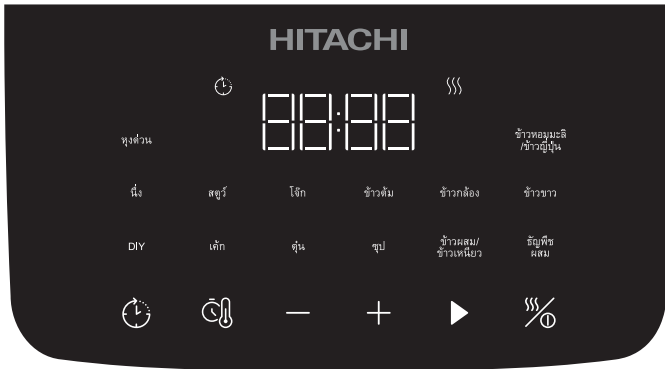 HITACHI
88:88
หุงด่วน
ข้าวหอมมะลิ
/ข้าวญี่ปุ่น
นึ่ง
สตูว์
โจ๊ก
ข้าวต้ม
ข้าวกล้อง
ข้าวขาว
DIY
เค้ก
ตุ๋น
ซุป
ข้าวผสม/
ข้าวเหนียว
ธัญพืช
ผสม